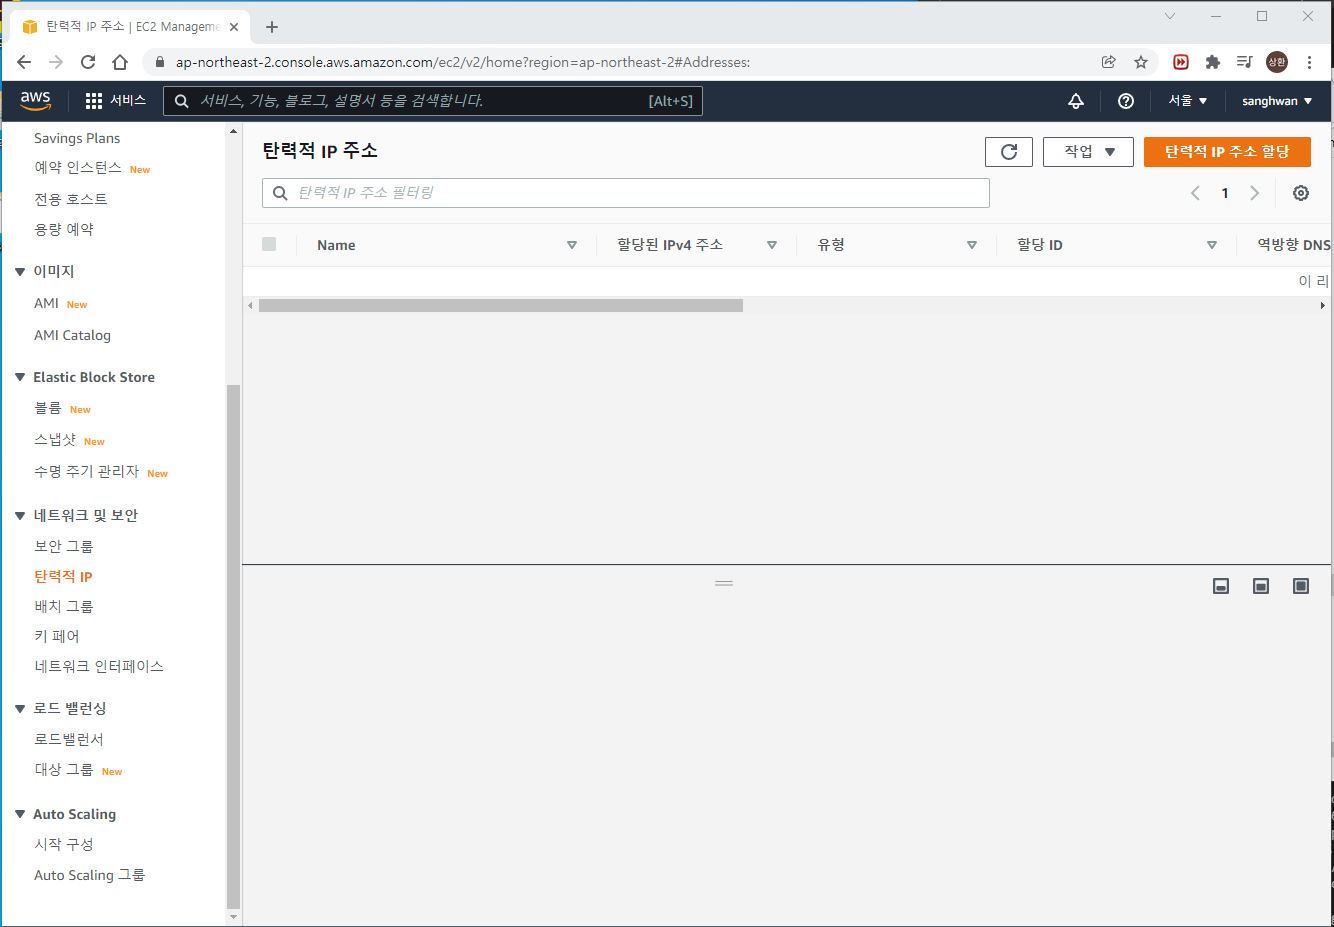 탄력적 IP 주소 | EC2 Manageme
ap-northeast-2.console.aws.amazon.com/ec2/v2/home?region=ap-northeast-2#Addresses:
상환
aws
서비스
서비스, 기능, 블로그, 설명서 등을 검색합니다.
[Alt+S]
서울
sanghwan
Savings Plans
예약 인스턴스 New
전용 호스트
용량 예약
이미지
AMI New
AMI Catalog
Elastic Block Store
볼륨 New
스냅샷 New
수명 주기 관리자 New
네트워크 및 보안
보안 그룹
탄력적 IP
배치 그룹
키 페어
네트워크 인터페이스
로드 밸런싱
로드밸런서
대상 그룹 New
Auto Scaling
시작 구성
Auto Scaling 그룹
탄력적 IP 주소
작업
탄력적 IP 주소 할당
탄력적 IP 주소 필터링
1
Name
할당된 IPv4 주소
유형
할당 ID
역방향 DNS
이 리